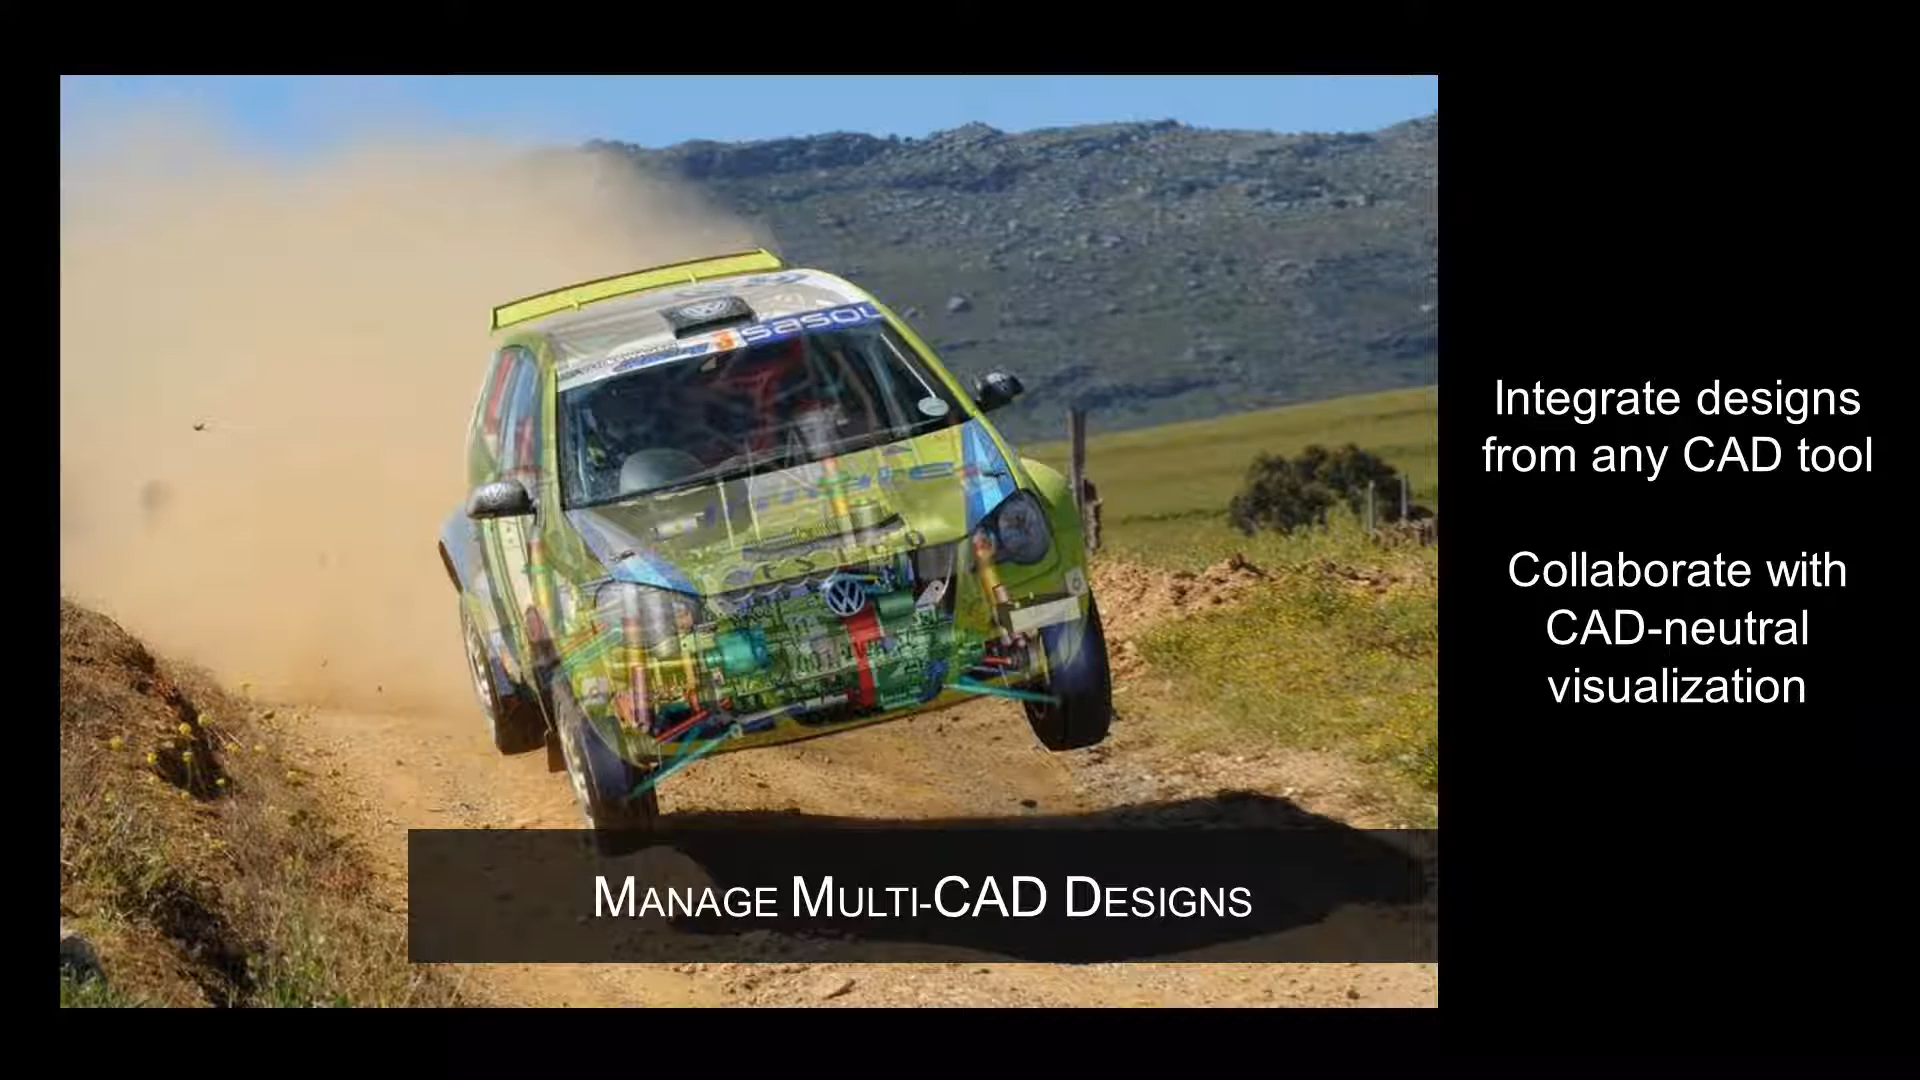 sasol
MANAGE MULTI-CAD DESIGNS
Integrate designs
from any CAD tool
Collaborate with
CAD-neutral
visualization